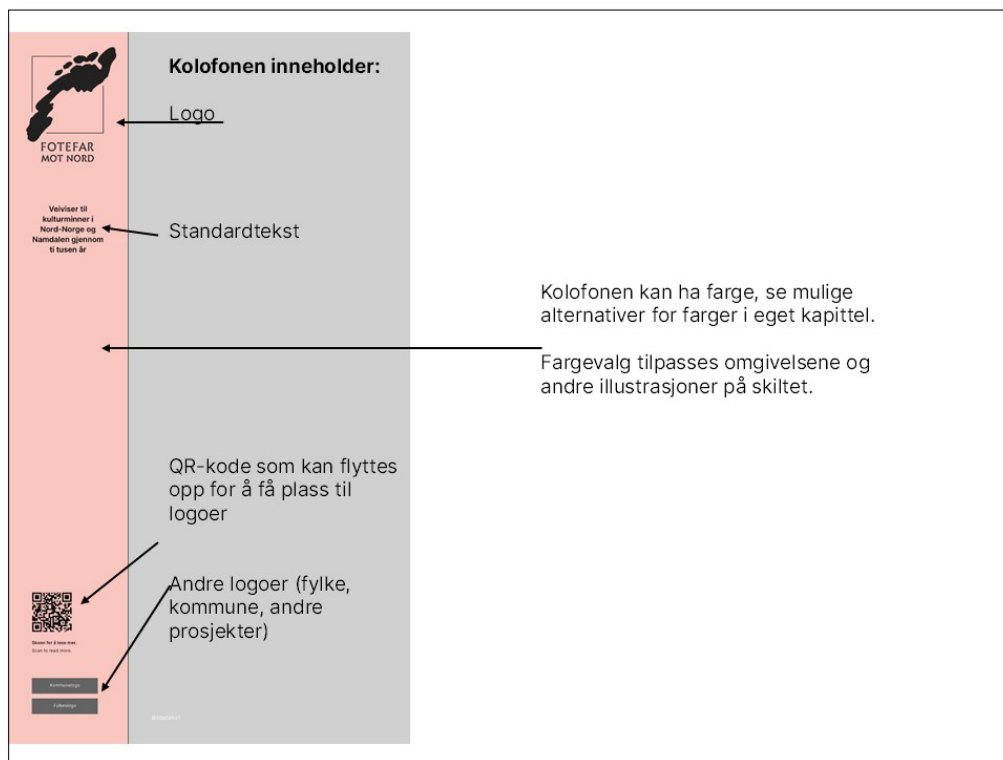 Kolofonen inneholder:
Logo
FOTEFAR
MOT NORD
Veiviser til
kulturminner i
Nord-Norge og
Namdalen gjennom
ti tusen år
Standardtekst
Kolofonen kan ha farge, se mulige
alternativer for farger i eget kapittel.
Fargevalg tilpasses omgivelsene og
andre illustrasjoner på skiltet.
QR-kode som kan flyttes
opp for å få plass til
logoer
Andre logoer (fylke,
kommune, andre
prosjekter)
Skann for å lese mer.
Scan to read more.
Kommunelogo
Fylkeslogo